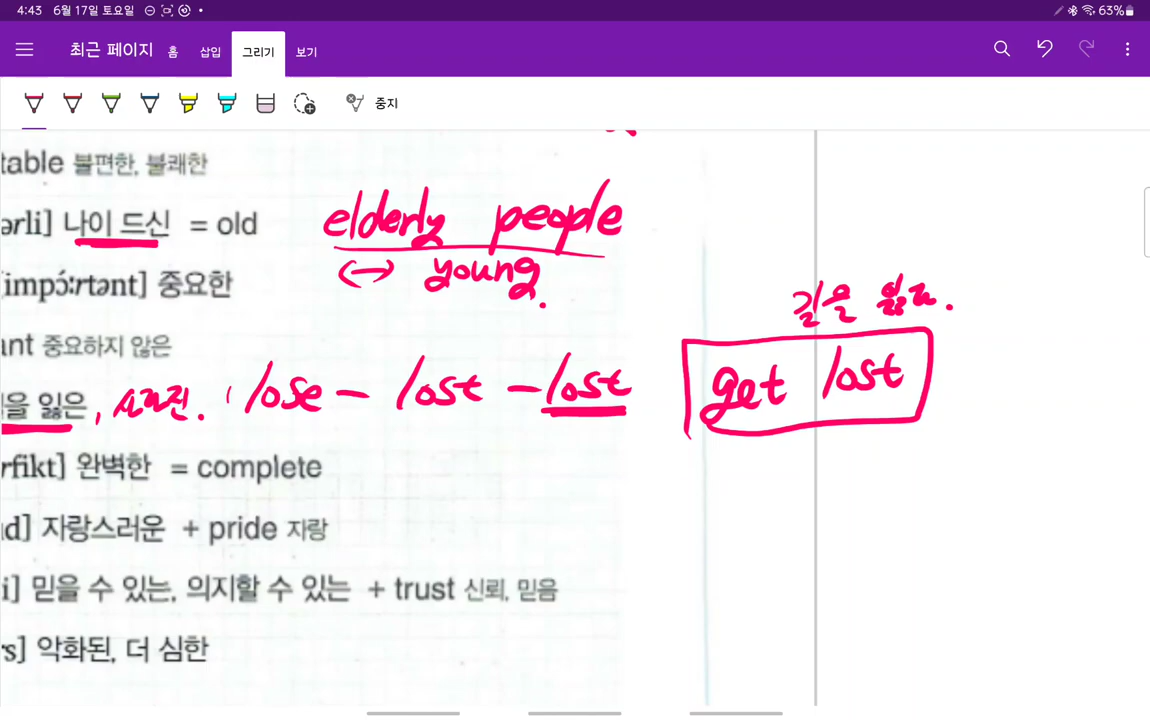 4:43 6월 17일 토요일 63%
최근 페이지 홈 삽입 그리기 보기
중지
table 불편한, 불쾌한
ərli] 나이 드신 = old elderly people
↔ young.
[impɔ́ːrtənt] 중요한
길을 잃다.
ant 중요하지 않은
을 잃은, lose - lost - lost get lost
rfikt] 완벽한 = complete
d] 자랑스러운 + pride 자랑
i] 믿을 수 있는, 의지할 수 있는 + trust 신뢰, 믿음
rs] 악화된, 더 심한